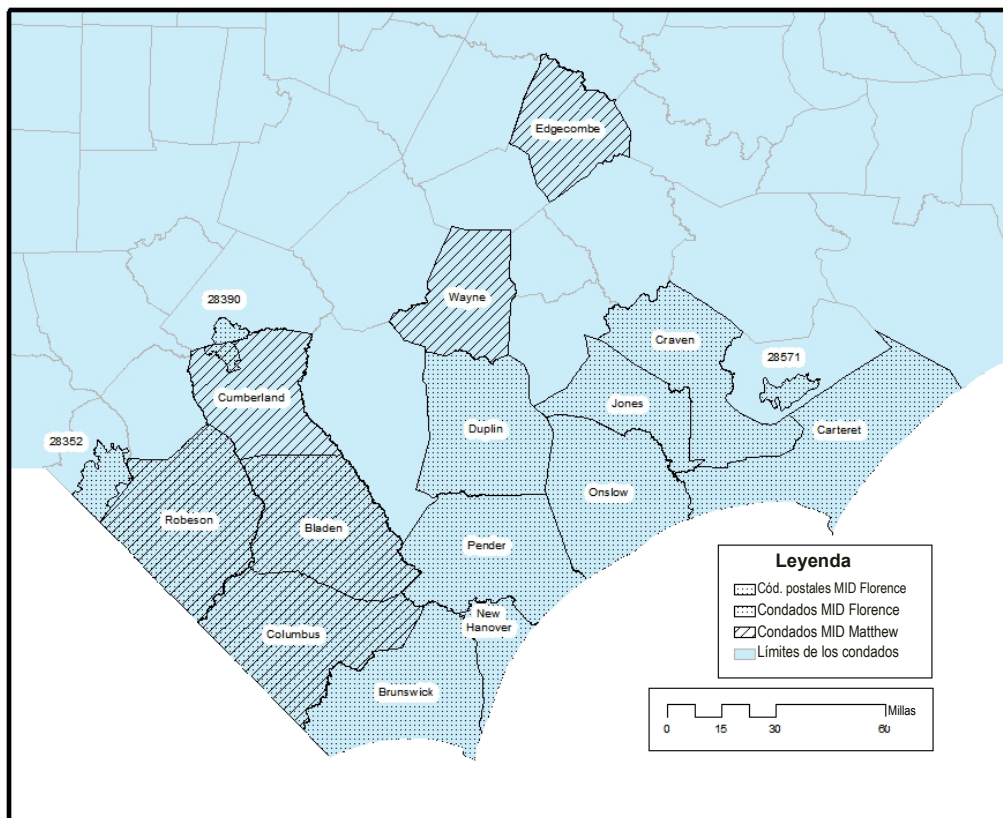 Edgecombe
28390
Wayne
Craven
28571
Cumberland
Jones
Duplin
Carteret
28352
Onslow
Robeson
Bladen
Pender
New
Hanover
Columbus
Brunswick
Leyenda
Cód. postales MID Florence
Condados MID Florence
Condados MID Matthew
Límites de los condados
Millas
0 15 30 60